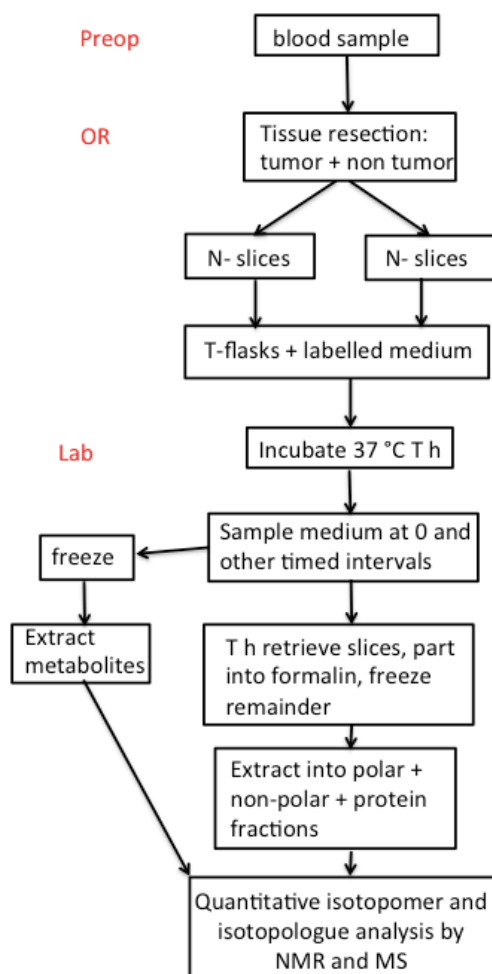 Preop
blood sample
OR
Tissue resection:
tumor + non tumor
N- slices
N- slices
T-flasks + labelled medium
Incubate 37 °C T h
Lab
Sample medium at 0 and
other timed intervals
freeze
Extract
metabolites
T h retrieve slices, part
into formalin, freeze
remainder
Extract into polar +
non-polar + protein
fractions
Quantitative isotopomer and
isotopologue analysis by
NMR and MS